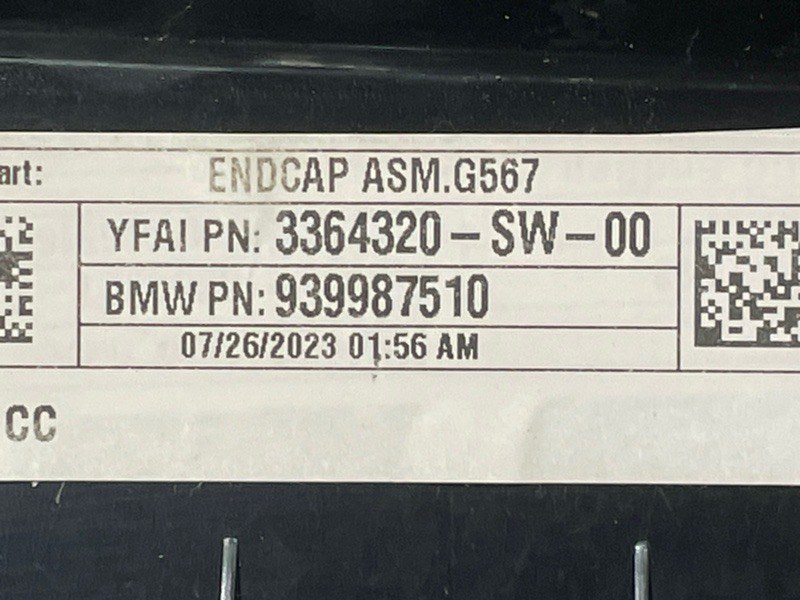 art: ENDCAP ASM.G567
YFAI PN: 3364320-SW-00
BMW PN: 939987510
07/26/2023 01:56 AM
CC